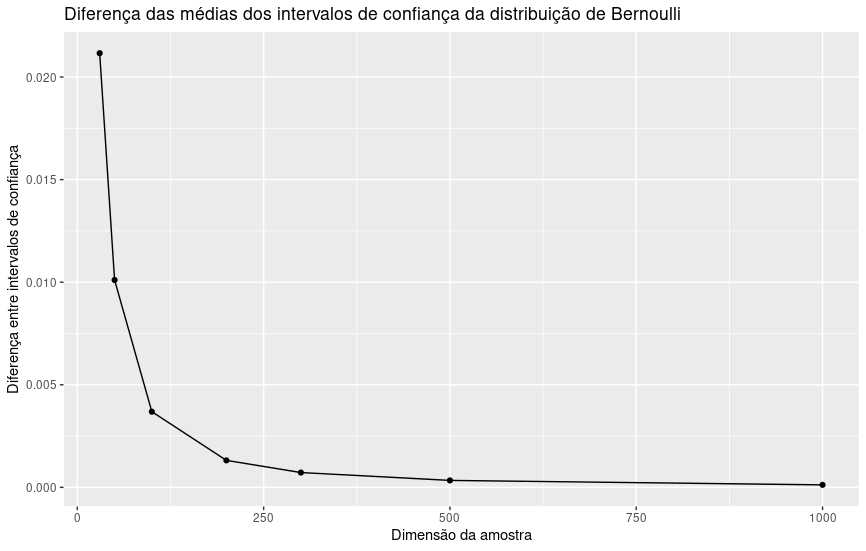 Diferença das médias dos intervalos de confiança da distribuição de Bernoulli
Diferença entre intervalos de confiança
0.020
0.015
0.010
0.005
0.000
0 250 500 750 1000
Dimensão da amostra